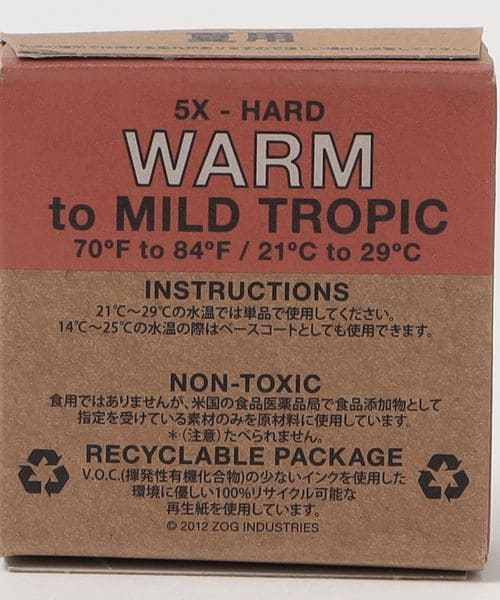 夏用
5X - HARD
WARM
to MILD TROPIC
70ºF to 84ºF / 21ºC to 29ºC
INSTRUCTIONS
21℃～29℃の水温では単品で使用してください。
14℃～25℃の水温の際はベースコートとしても使用できます。
NON-TOXIC
食用ではありませんが、米国の食品医薬品局で食品添加物として
指定を受けている素材のみを原材料に使用しています。
＊（注意）たべられません。
RECYCLABLE PACKAGE
V.O.C.(揮発性有機化合物)の少ないインクを使用した
環境に優しい100％リサイクル可能な
再生紙を使用しています。
© 2012 ZOG INDUSTRIES